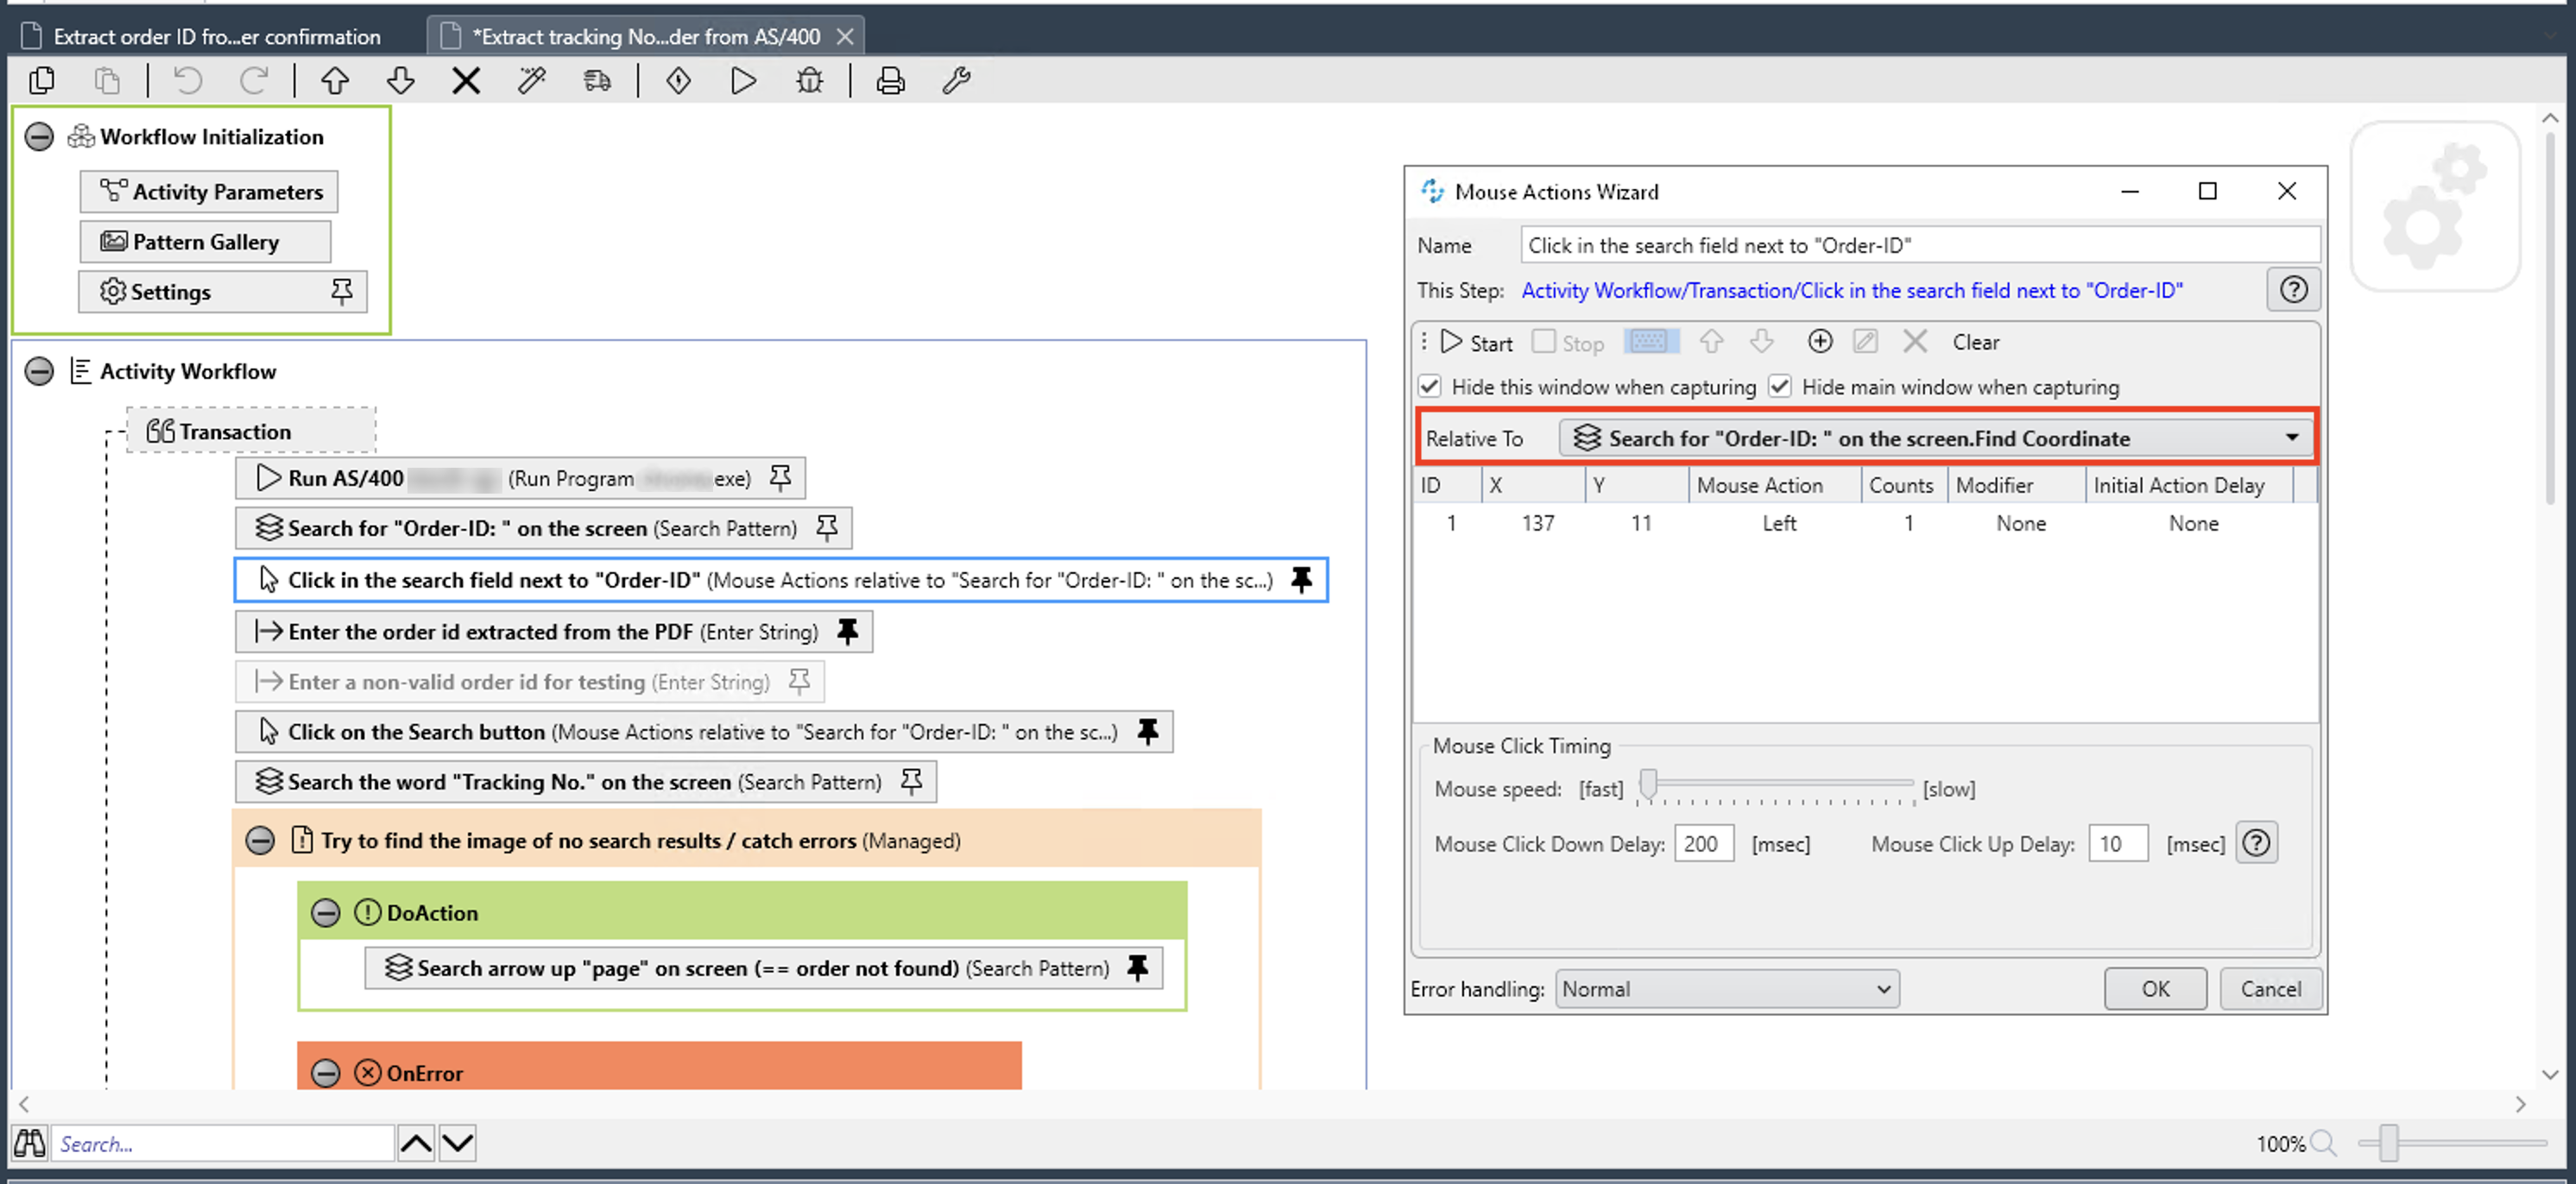 Extract order ID fro...er confirmation
*Extract tracking No...der from AS/400
Workflow Initialization
Activity Parameters
Pattern Gallery
Settings
Activity Workflow
Transaction
Run AS/400 (Run Program exe)
Search for "Order-ID: " on the screen (Search Pattern)
Click in the search field next to "Order-ID" (Mouse Actions relative to "Search for "Order-ID: " on the sc...)
Enter the order id extracted from the PDF (Enter String)
Enter a non-valid order id for testing (Enter String)
Click on the Search button (Mouse Actions relative to "Search for "Order-ID: " on the sc...)
Search the word "Tracking No." on the screen (Search Pattern)
Try to find the image of no search results / catch errors (Managed)
DoAction
Search arrow up "page" on screen (== order not found) (Search Pattern)
OnError
Mouse Actions Wizard
Name Click in the search field next to "Order-ID"
This Step: Activity Workflow/Transaction/Click in the search field next to "Order-ID"
Start Stop Clear
Hide this window when capturing Hide main window when capturing
Relative To Search for "Order-ID: " on the screen.Find Coordinate
ID X Y Mouse Action Counts Modifier Initial Action Delay
1 137 11 Left 1 None None
Mouse Click Timing
Mouse speed: [fast] [slow]
Mouse Click Down Delay: 200 [msec] Mouse Click Up Delay: 10 [msec]
Error handling: Normal OK Cancel
Search...
100%